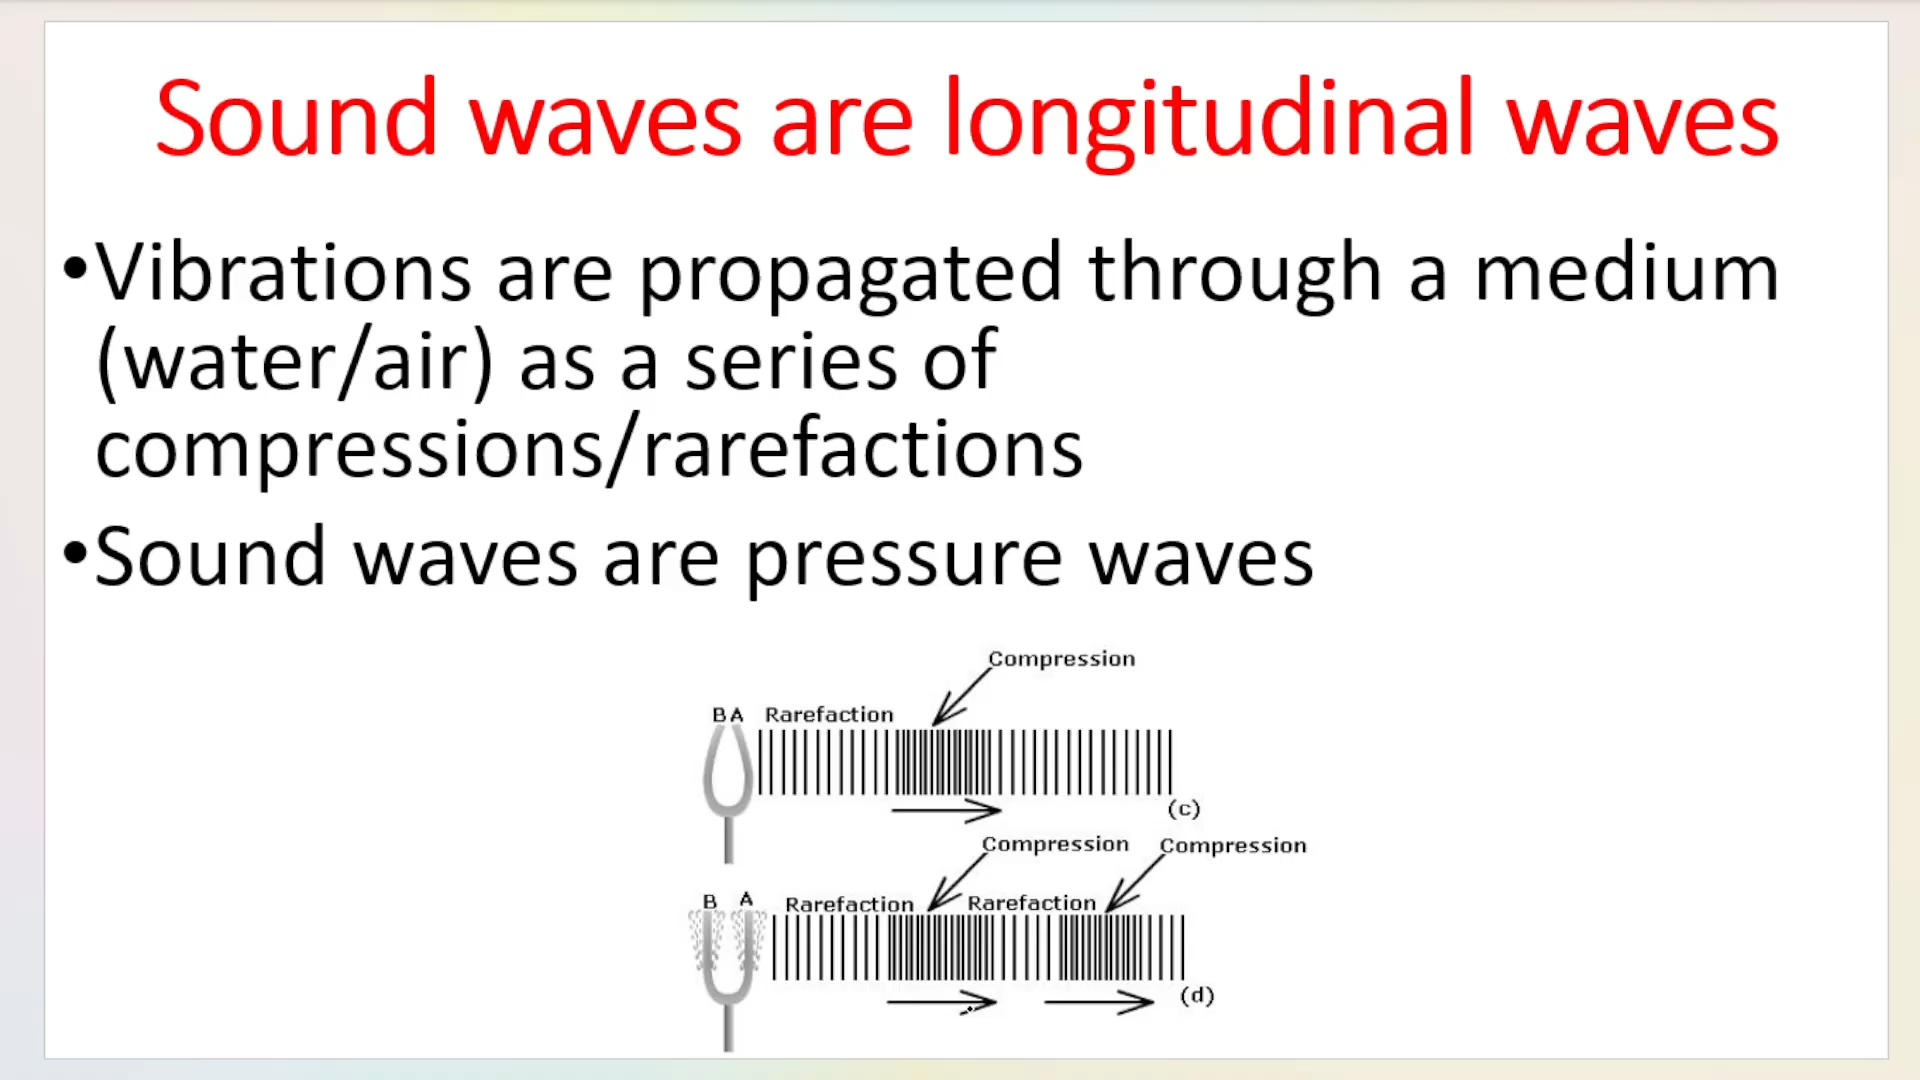 Sound waves are longitudinal waves
•Vibrations are propagated through a medium
(water/air) as a series of
compressions/rarefactions
•Sound waves are pressure waves
Compression
B A Rarefaction
(c)
Compression Compression
B A Rarefaction Rarefaction
(d)